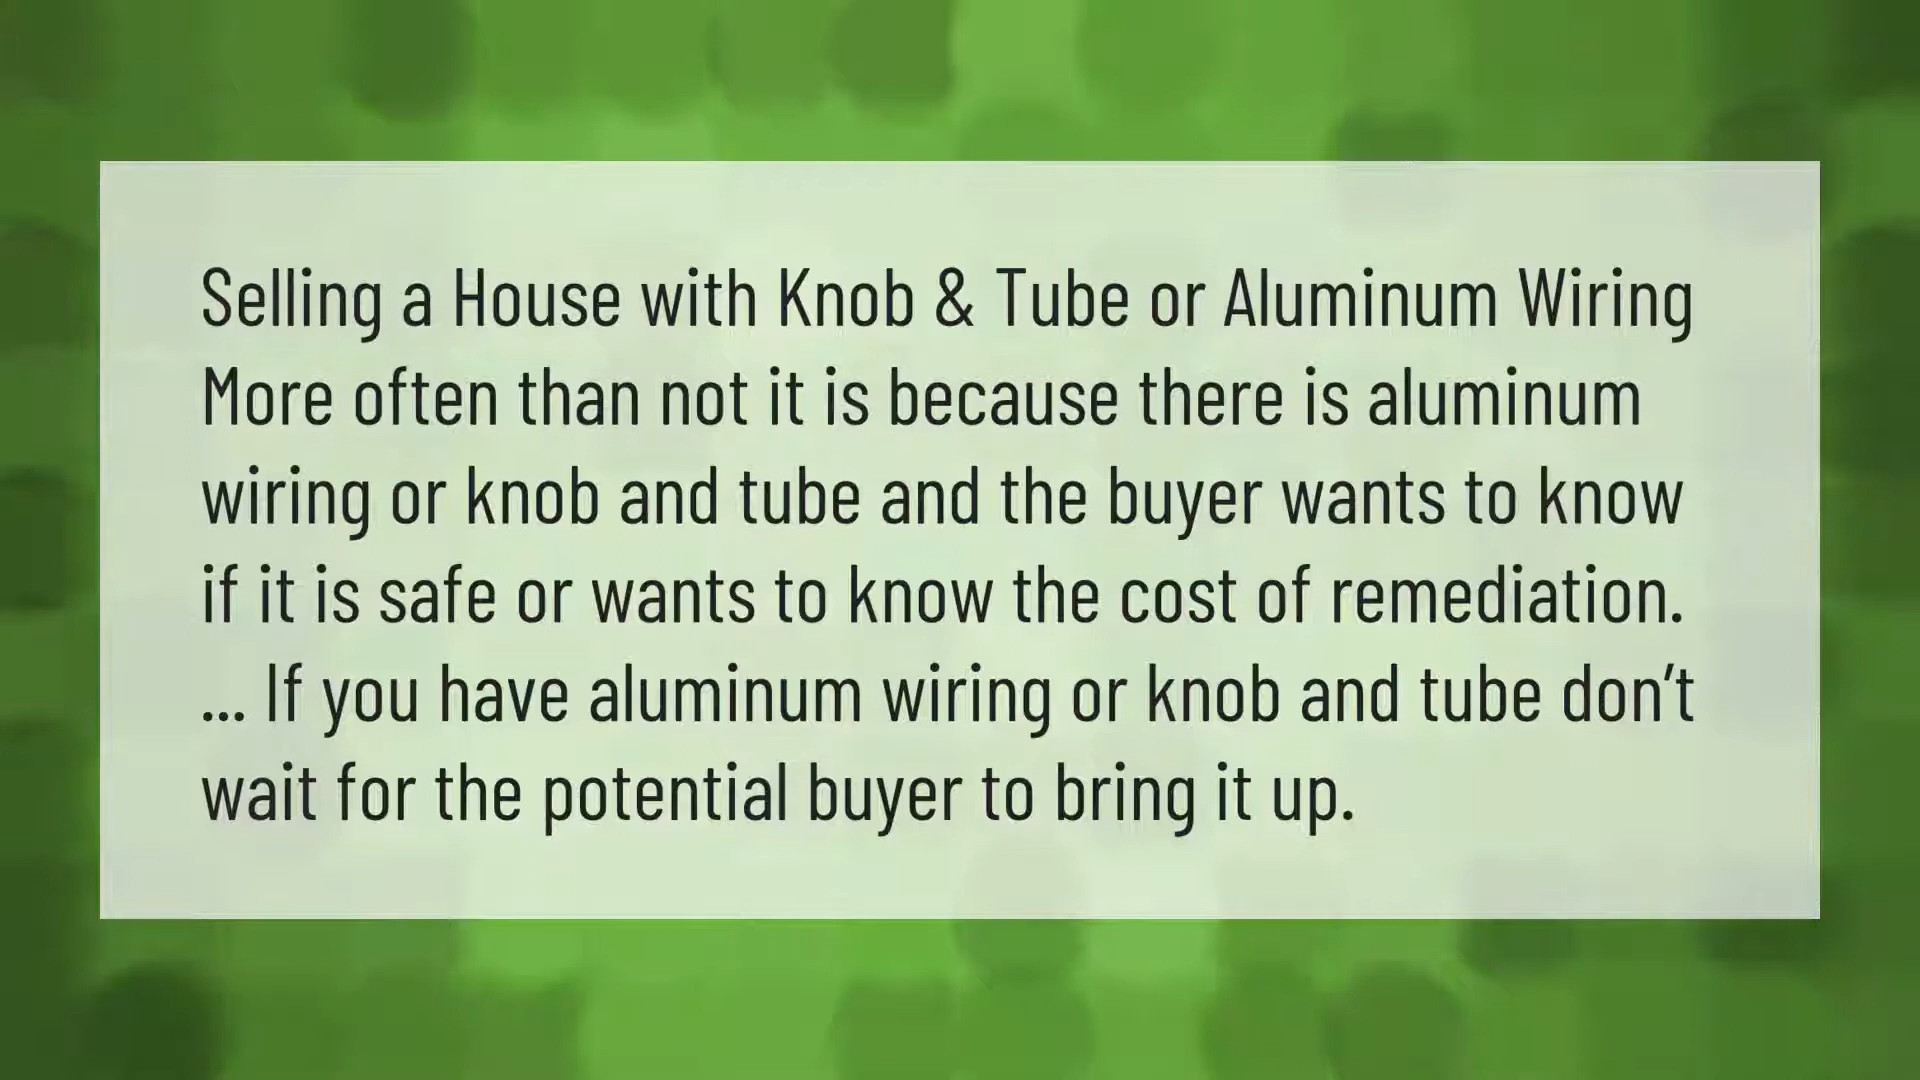 Selling a House with Knob & Tube or Aluminum Wiring
More often than not it is because there is aluminum
wiring or knob and tube and the buyer wants to know
if it is safe or wants to know the cost of remediation.
... If you have aluminum wiring or knob and tube don’t
wait for the potential buyer to bring it up.